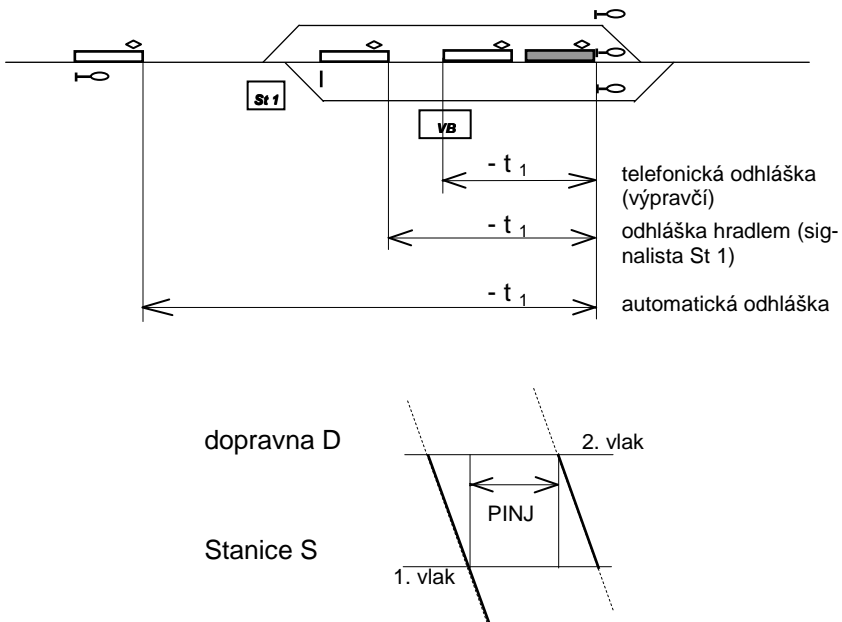 St 1
VB
- t 1
telefonická odhláška
(výpravčí)
- t 1
odhláška hradlem (sig-
nalista St 1)
- t 1
automatická odhláška
dopravna D
2. vlak
PINJ
Stanice S
1. vlak